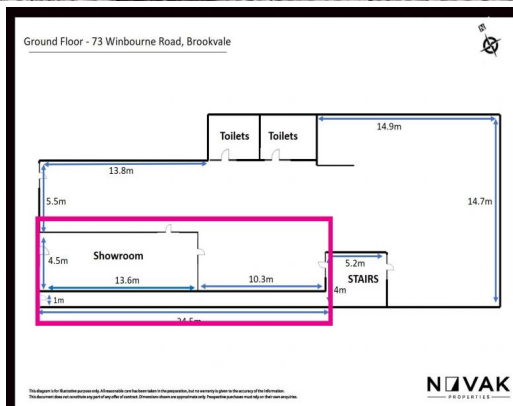 Ground Floor - 73 Winbourne Road, Brookvale
N
Toilets
Toilets
14.9m
13.8m
5.5m
14.7m
Showroom
4.5m
5.2m
13.6m
10.3m
STAIRS
4m
1m
24.5m
This diagram is for illustrative purpose only. All reasonable care has been taken in the preparation, but no warranty is given to the accuracy of the information.
This document does not constitute any part of any offer of contract. Dimensions shown are approximate only. Prospective purchases must rely on their own enquiries.
NOVAK
PROPERTIES